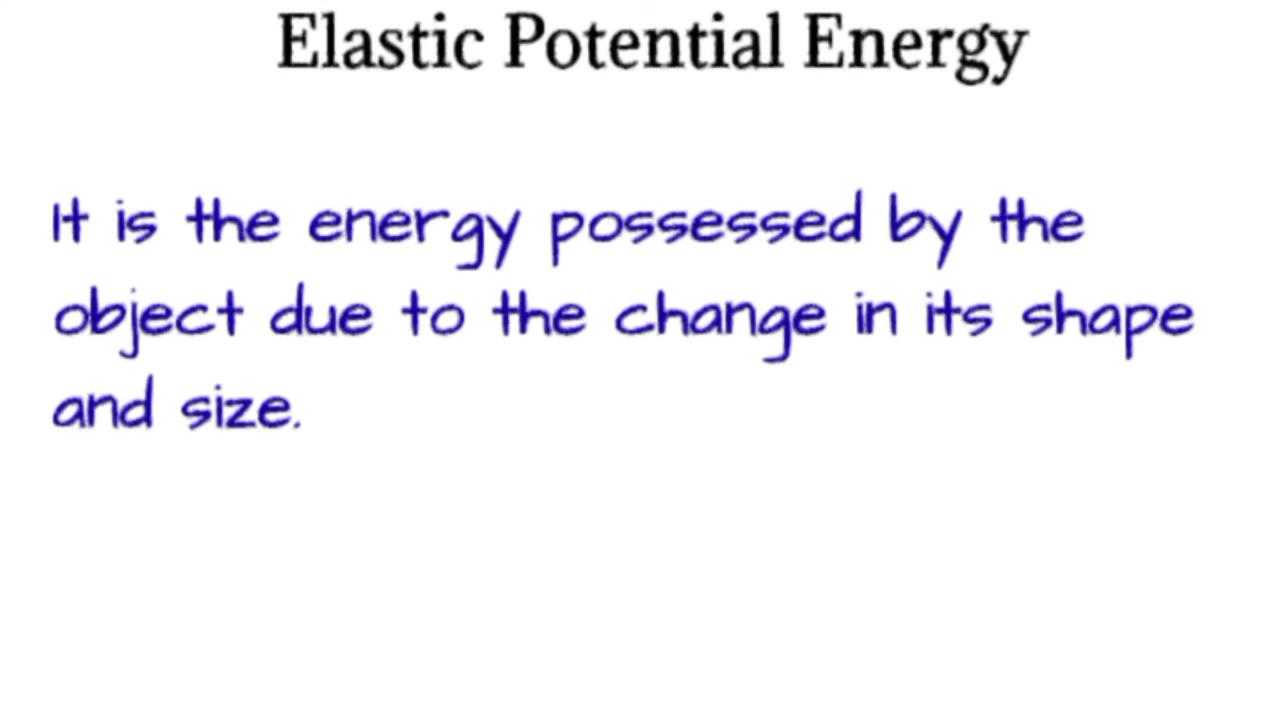 Elastic Potential Energy
It is the energy possessed by the
object due to the change in its shape
and size.